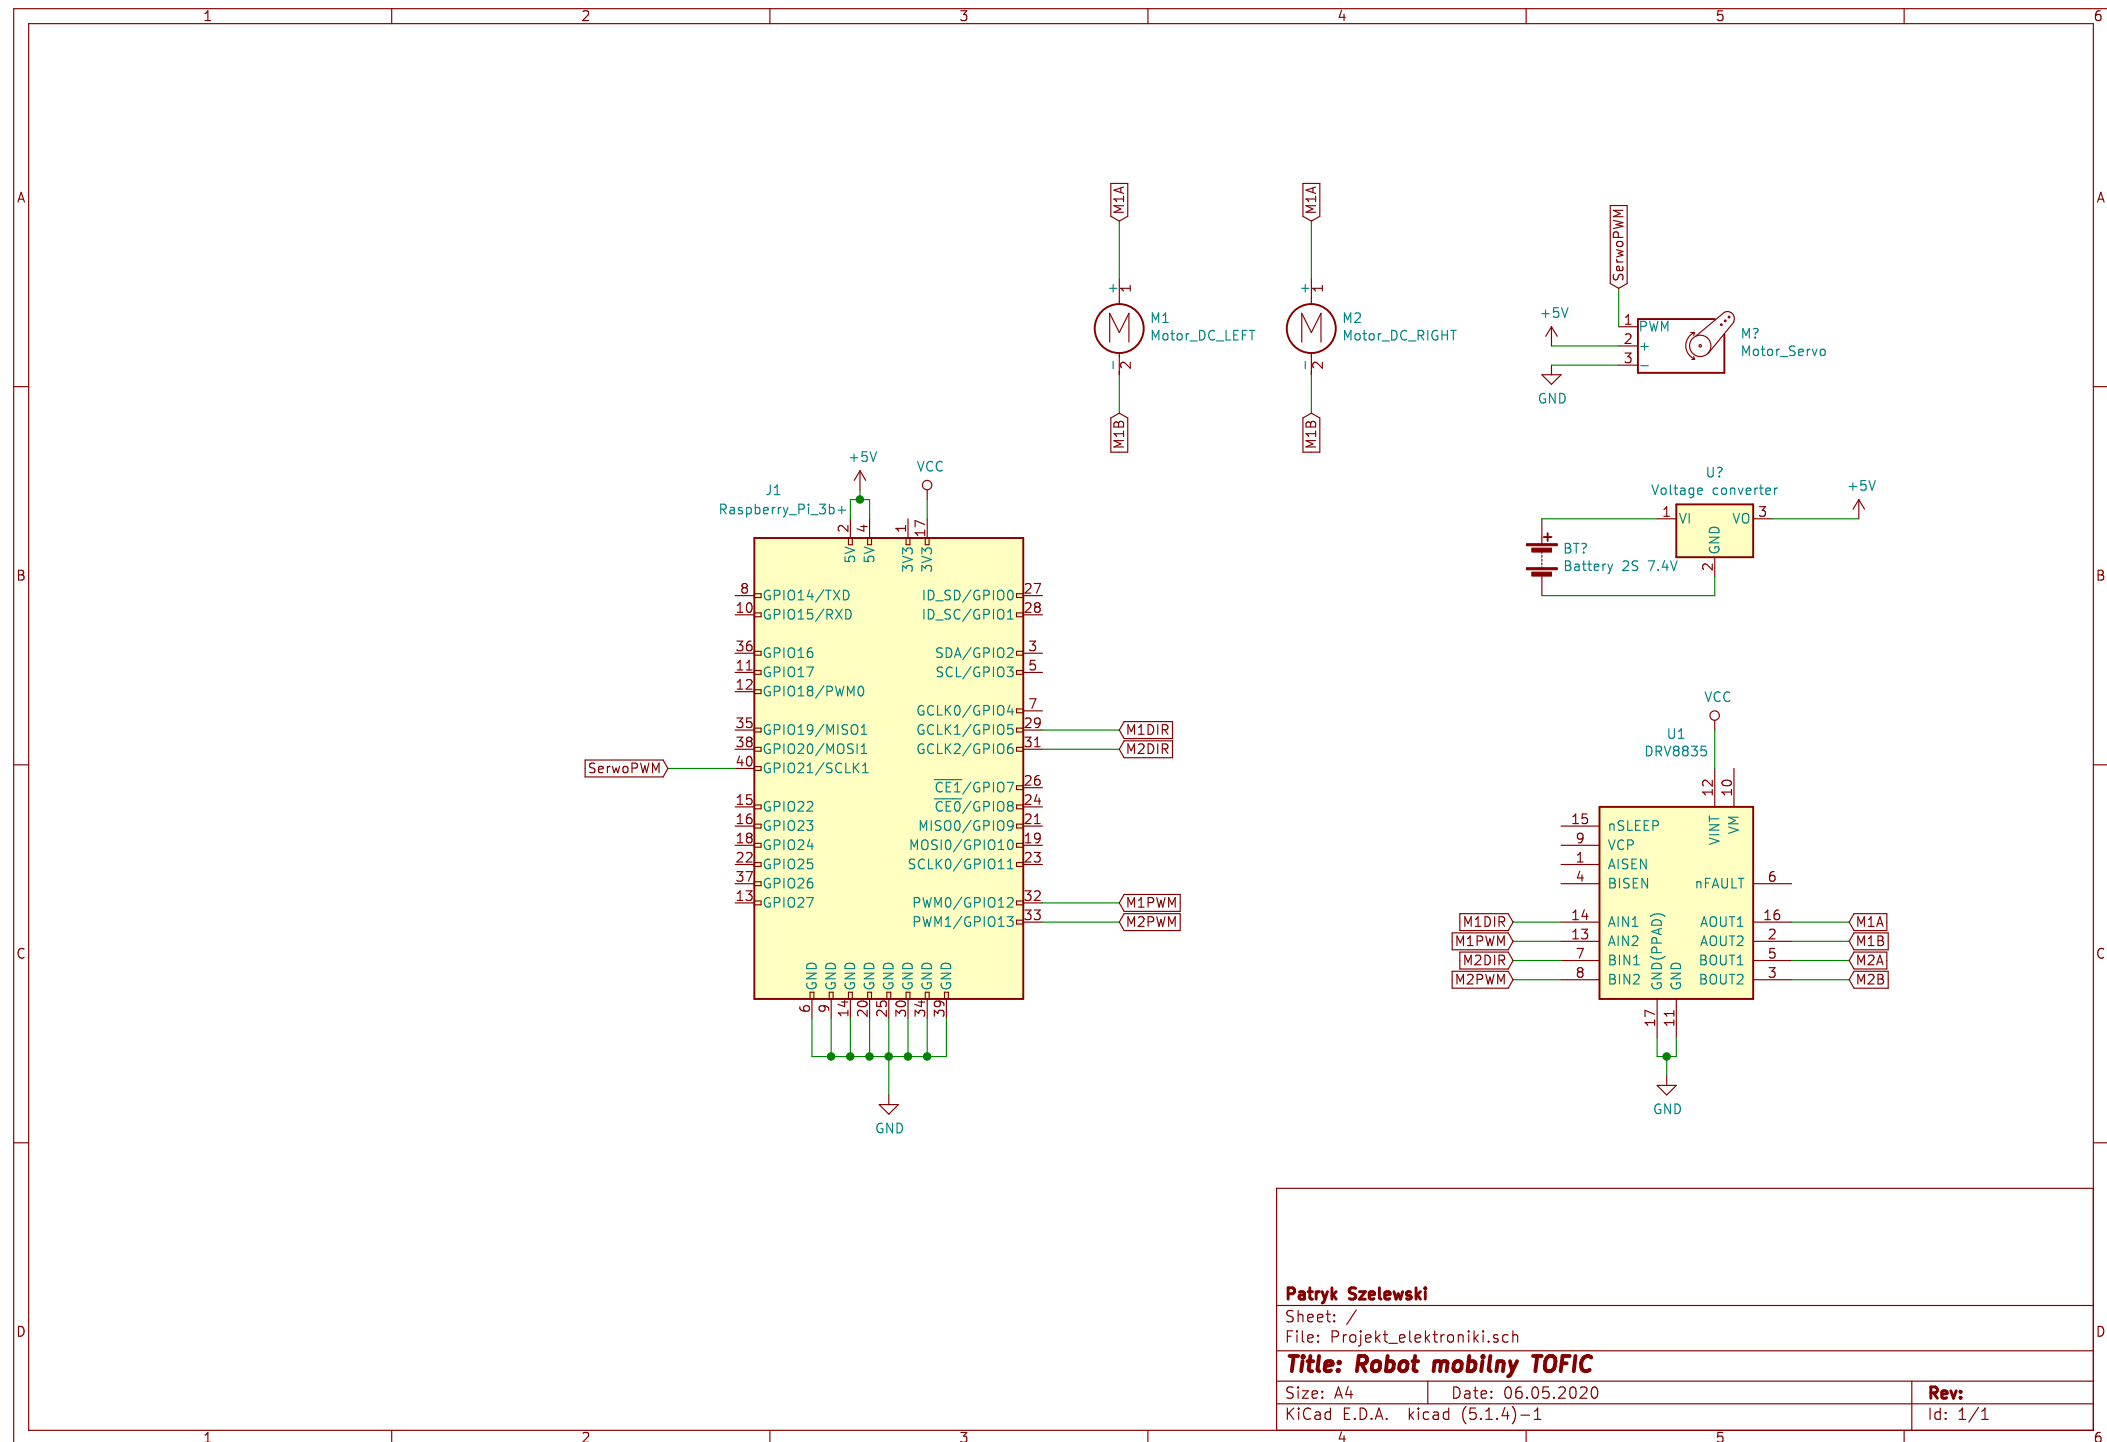 1 2 3 4 5 6
A A
B B
C C
D D
1 2 3 4 5 6
M1A
+ 1
M1
Motor_DC_LEFT
- 2
M1B
M1A
+ 1
M2
Motor_DC_RIGHT
- 2
M1B
SerwoPWM
+5V
1 PWM
2 +
3 -
M?
Motor_Servo
GND
+5V
VCC
J1
Raspberry_Pi_3b+
2 4 1 17
5V 5V 3V3 3V3
8 GPIO14/TXD ID_SD/GPIO0 27
10 GPIO15/RXD ID_SC/GPIO1 28
36 GPIO16 SDA/GPIO2 3
11 GPIO17 SCL/GPIO3 5
12 GPIO18/PWM0
GCLK0/GPIO4 7
35 GPIO19/MISO1 GCLK1/GPIO5 29 M1DIR
38 GPIO20/MOSI1 GCLK2/GPIO6 31 M2DIR
SerwoPWM 40 GPIO21/SCLK1
CE1/GPIO7 26
15 GPIO22 CE0/GPIO8 24
16 GPIO23 MISO0/GPIO9 21
18 GPIO24 MOSI0/GPIO10 19
22 GPIO25 SCLK0/GPIO11 23
37 GPIO26
13 GPIO27 PWM0/GPIO12 32 M1PWM
PWM1/GPIO13 33 M2PWM
GND GND GND GND GND GND GND GND
6 9 14 20 25 30 34 39
GND
U?
Voltage converter
+5V
1 VI VO 3
GND
2
BT?
+
Battery 2S 7.4V
VCC
U1
DRV8835
12 10
VINT VM
15 nSLEEP
9 VCP
1 AISEN
4 BISEN nFAULT 6
M1DIR 14 AIN1 AOUT1 16 M1A
M1PWM 13 AIN2 AOUT2 2 M1B
M2DIR 7 BIN1 BOUT1 5 M2A
M2PWM 8 BIN2 BOUT2 3 M2B
GND(PPAD) GND
17 11
GND
Patryk Szelewski
Sheet: /
File: Projekt_elektroniki.sch
Title: Robot mobilny TOFIC
Size: A4 Date: 06.05.2020 Rev:
KiCad E.D.A. kicad (5.1.4)-1 Id: 1/1